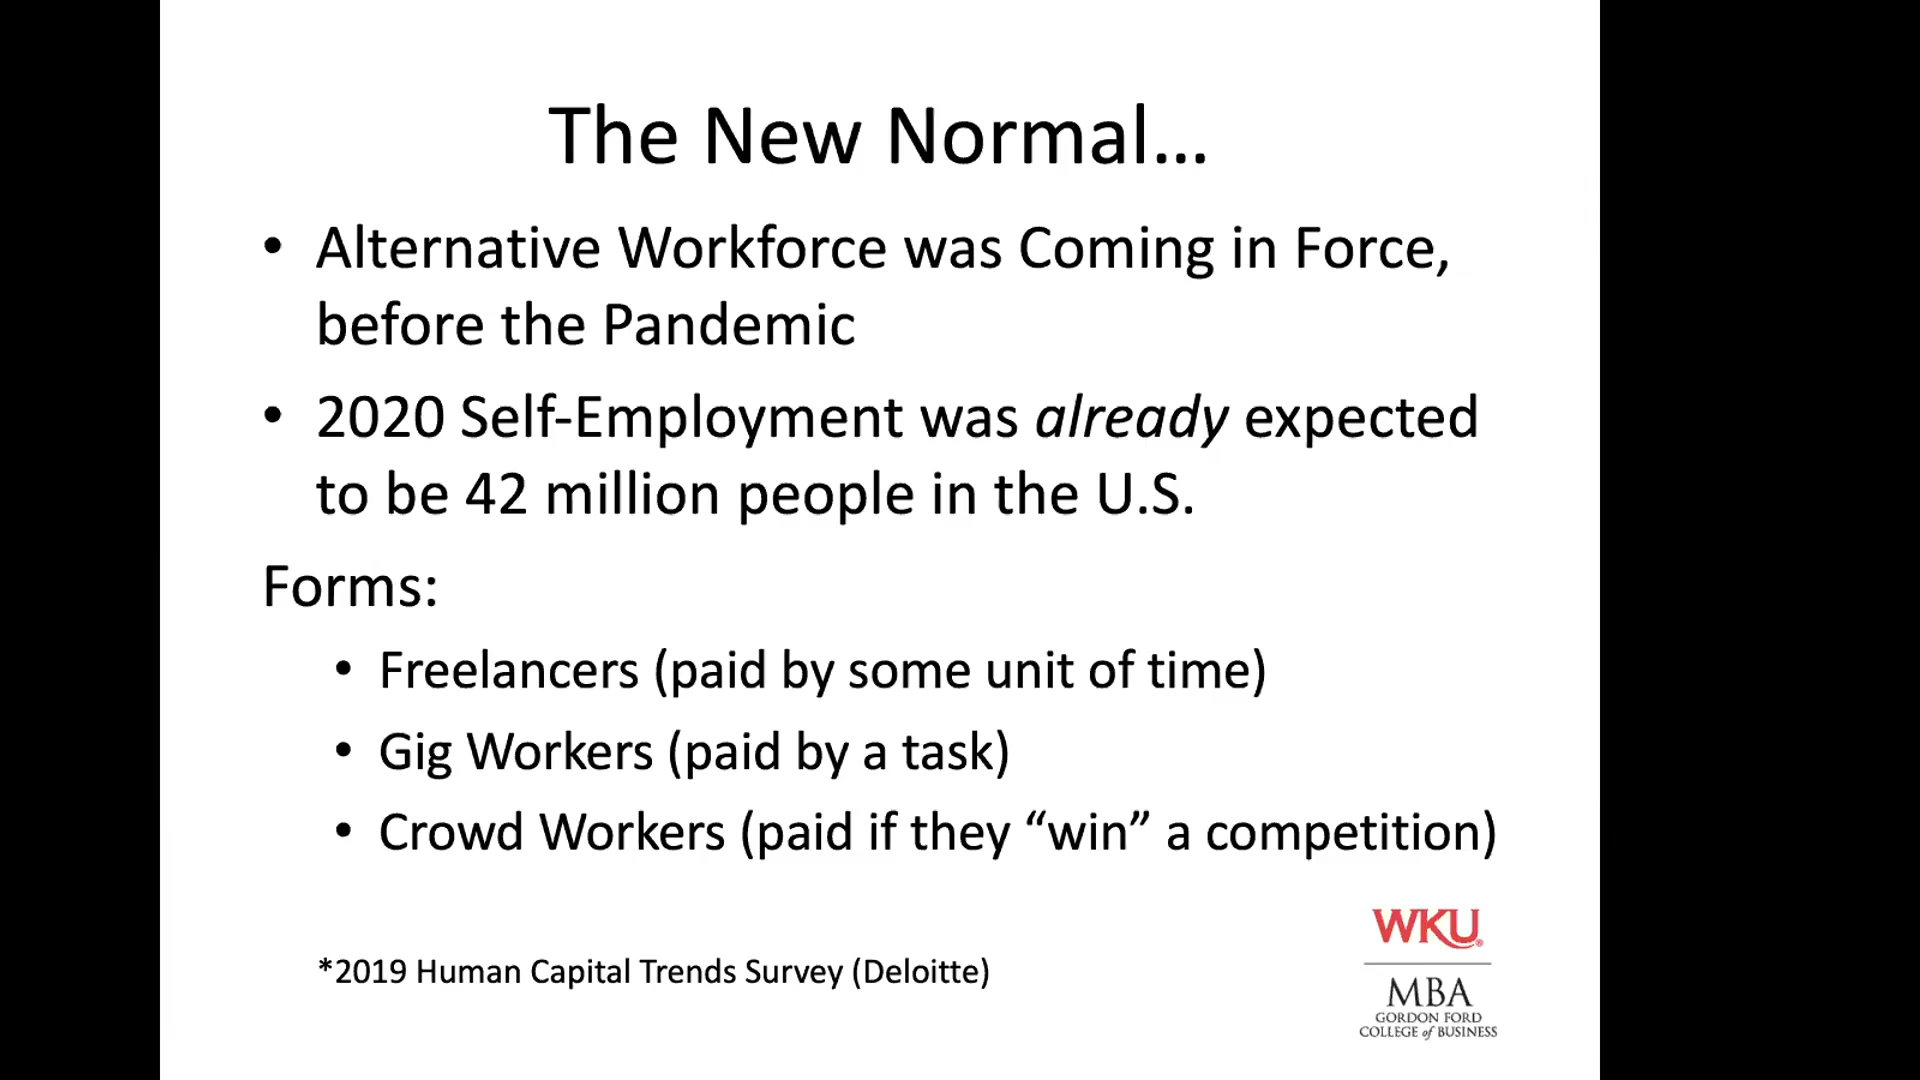 The New Normal...
• Alternative Workforce was Coming in Force,
before the Pandemic
• 2020 Self-Employment was already expected
to be 42 million people in the U.S.
Forms:
• Freelancers (paid by some unit of time)
• Gig Workers (paid by a task)
• Crowd Workers (paid if they “win” a competition)
*2019 Human Capital Trends Survey (Deloitte)
WKU®
MBA
GORDON FORD
COLLEGE of BUSINESS